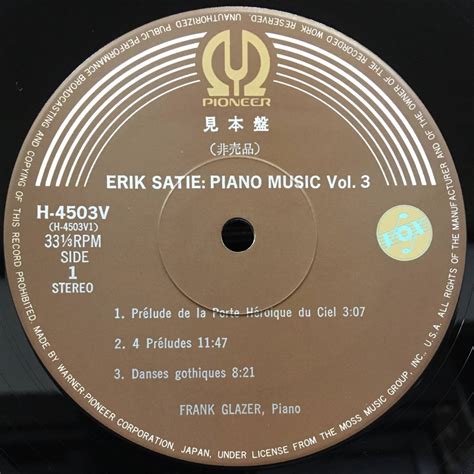 PIONEER
見本盤
(非売品)
ERIK SATIE: PIANO MUSIC Vol. 3
H-4503V
(H-4503V1)
33⅓RPM
SIDE
1
STEREO
1. Prélude de la Porte Héroïque du Ciel 3:07
2. 4 Préludes 11:47
3. Danses gothiques 8:21
FRANK GLAZER, Piano
ALL RIGHTS OF THE MANUFACTURER AND OF THE OWNER OF THE RECORDED WORK RESERVED. UNAUTHORIZED PUBLIC PERFORMANCE BROADCASTING AND COPYING OF THIS RECORD PROHIBITED. MADE BY WARNER-PIONEER CORPORATION, JAPAN, UNDER LICENSE FROM THE MOSS MUSIC GROUP, INC., U.S.A.